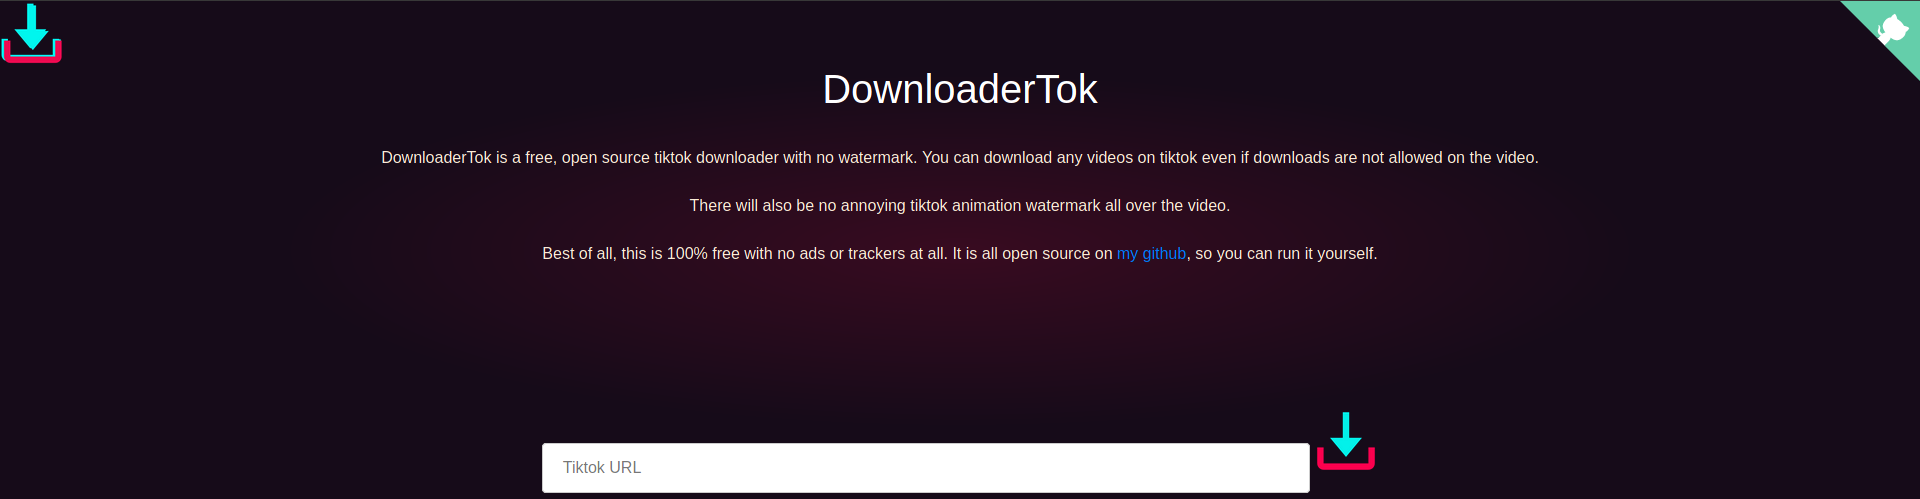 DownloaderTok
DownloaderTok is a free, open source tiktok downloader with no watermark. You can download any videos on tiktok even if downloads are not allowed on the video.
There will also be no annoying tiktok animation watermark all over the video.
Best of all, this is 100% free with no ads or trackers at all. It is all open source on my github, so you can run it yourself.
Tiktok URL